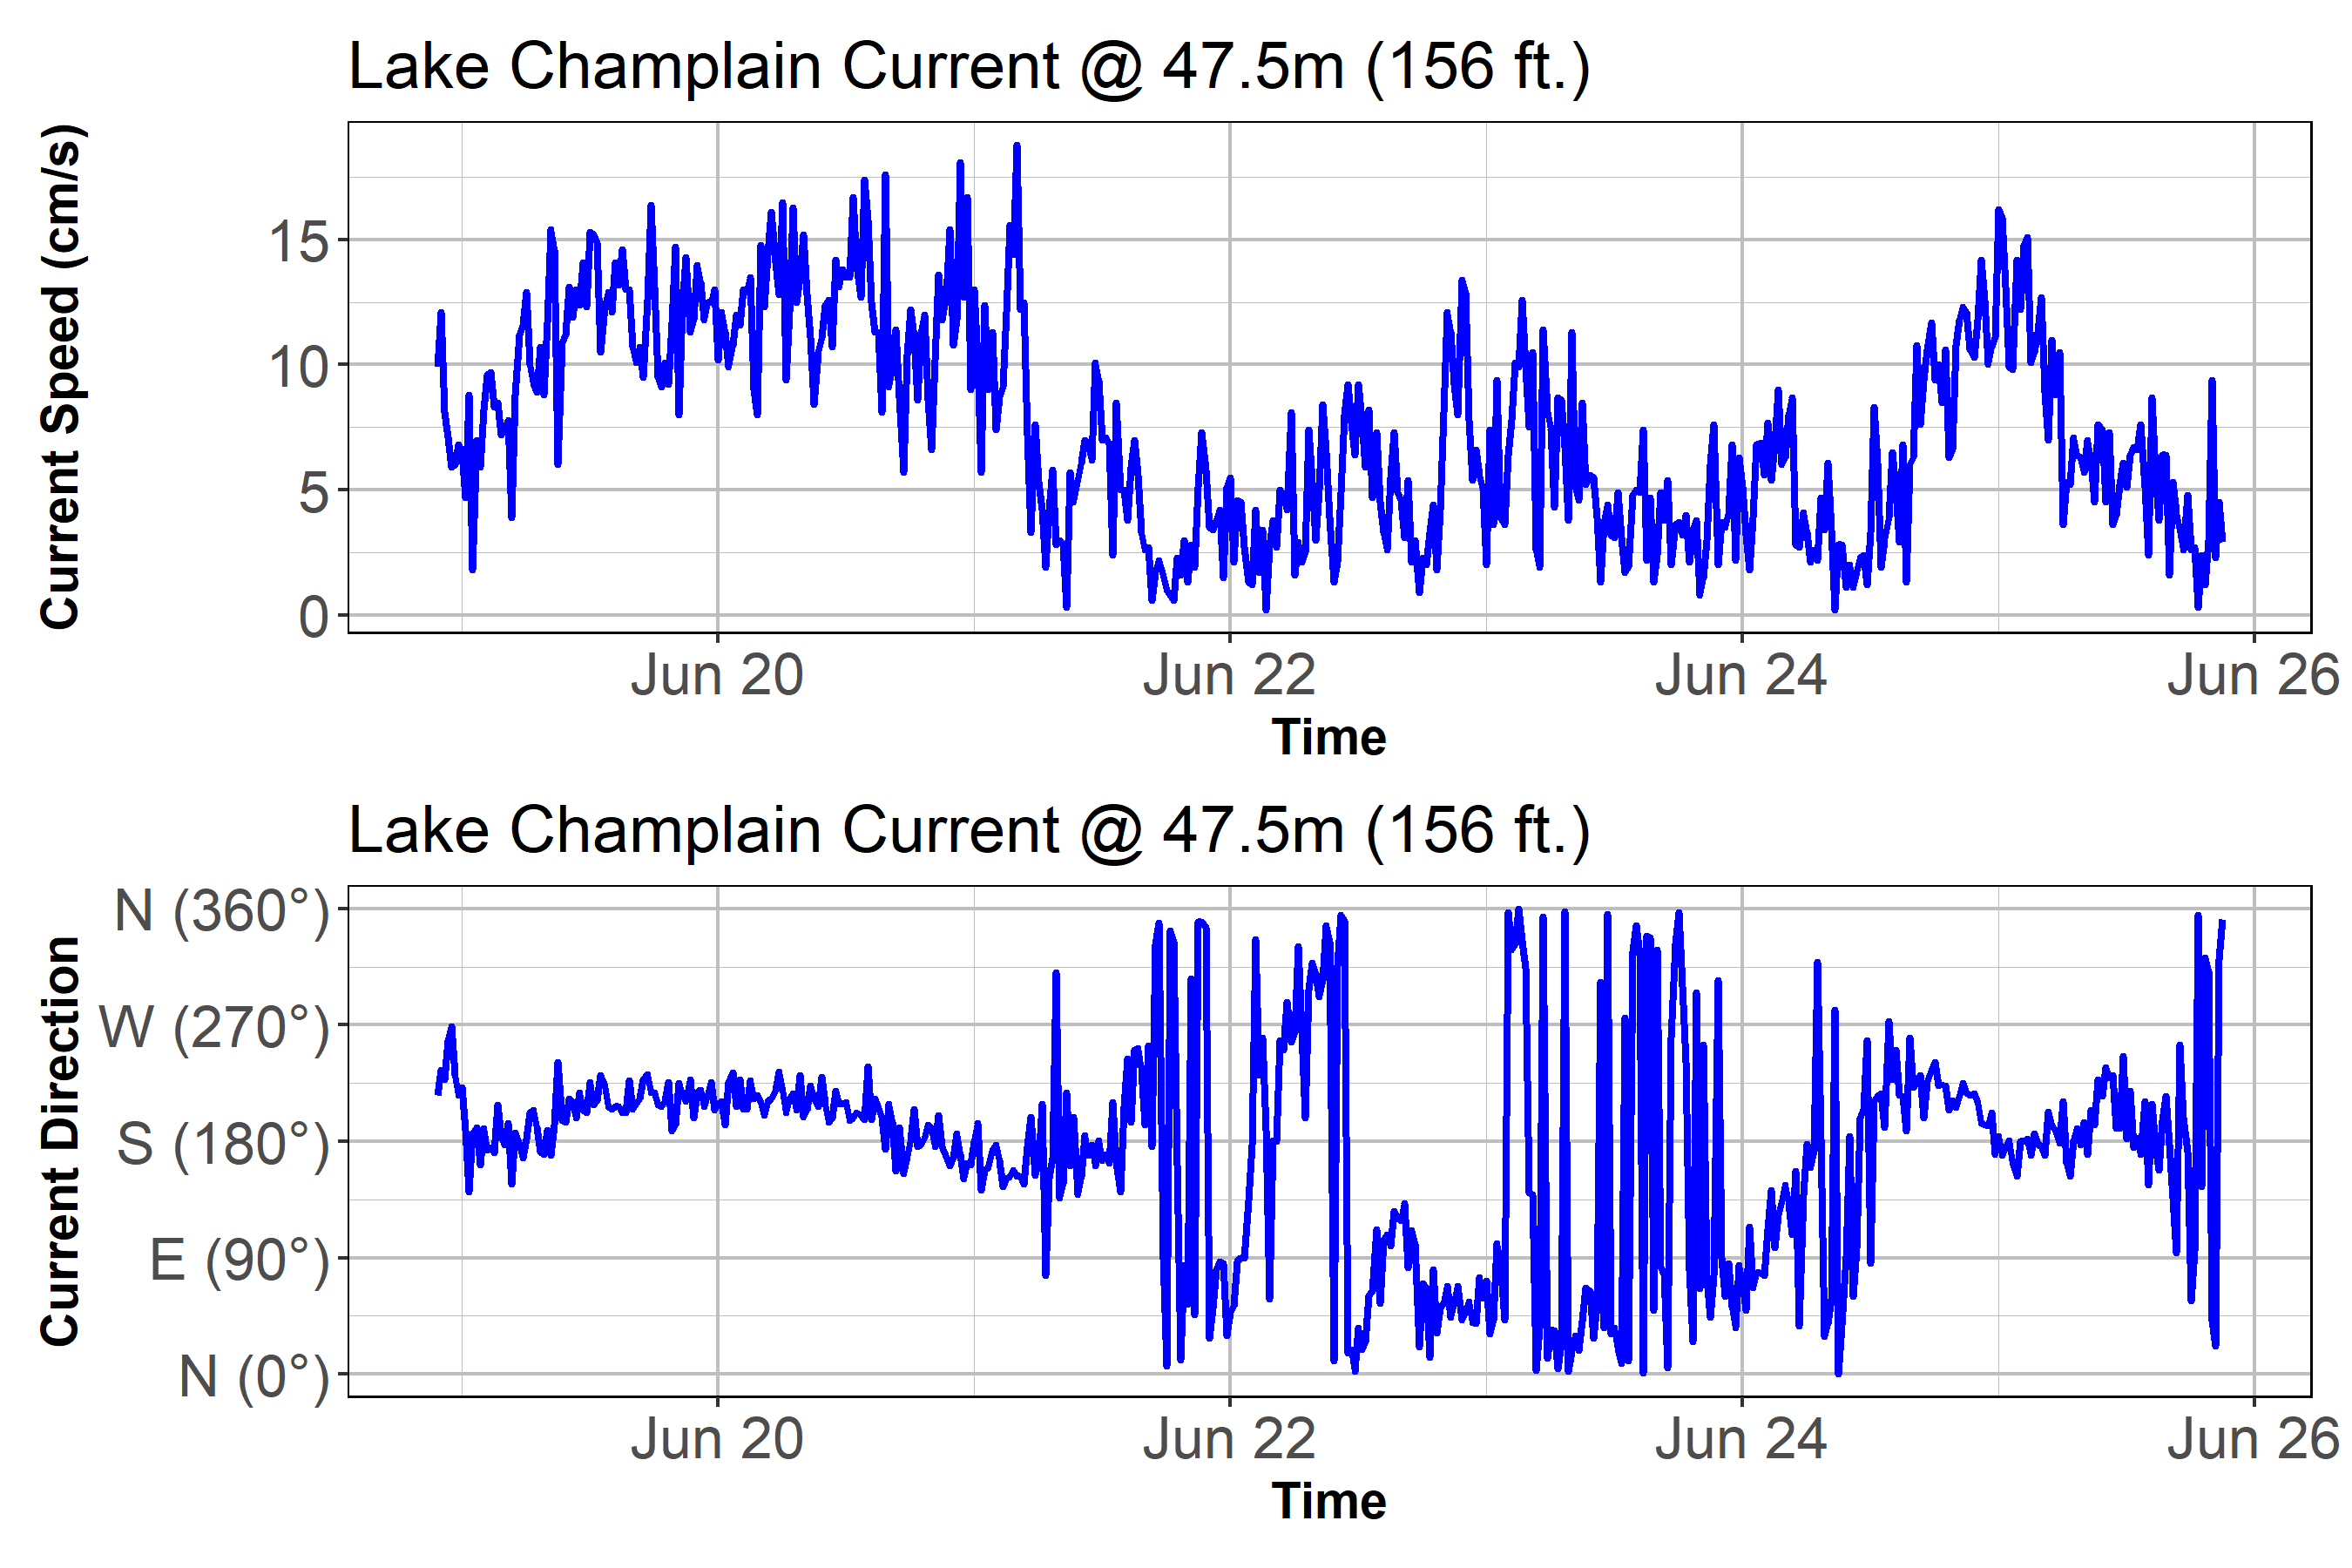 Lake Champlain Current @ 47.5m (156 ft.)
Current Speed (cm/s)
15
10
5
0
Jun 20 Jun 22 Jun 24 Jun 26
Time
Lake Champlain Current @ 47.5m (156 ft.)
Current Direction
N (360°)
W (270°)
S (180°)
E (90°)
N (0°)
Jun 20 Jun 22 Jun 24 Jun 26
Time